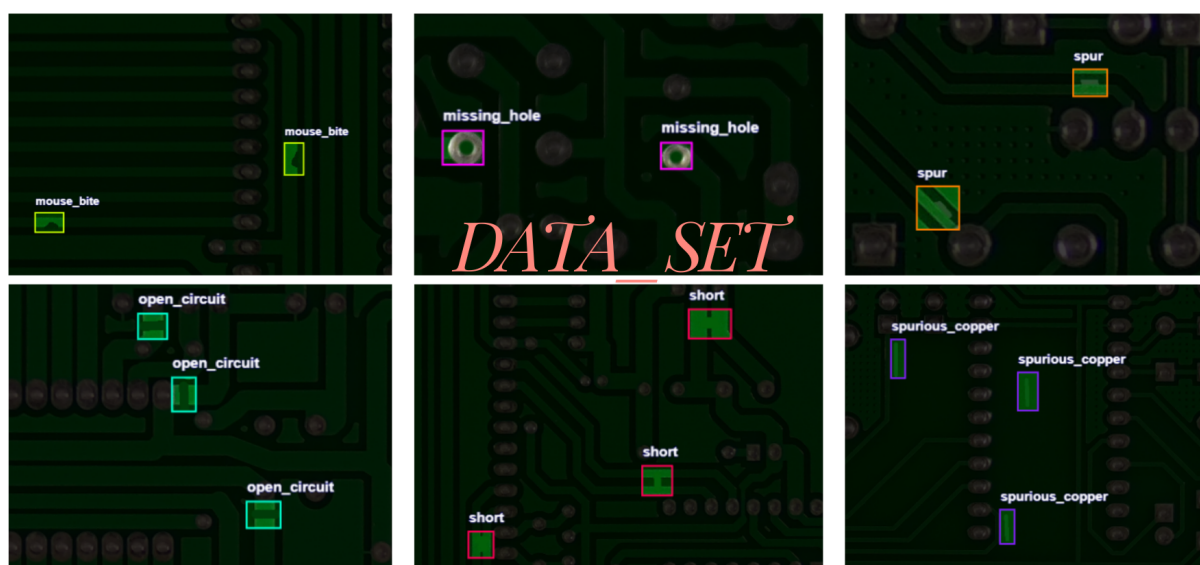 mouse_bite
mouse_bite
missing_hole
missing_hole
spur
spur
DATA_SET
open_circuit
open_circuit
open_circuit
short
short
short
spurious_copper
spurious_copper
spurious_copper